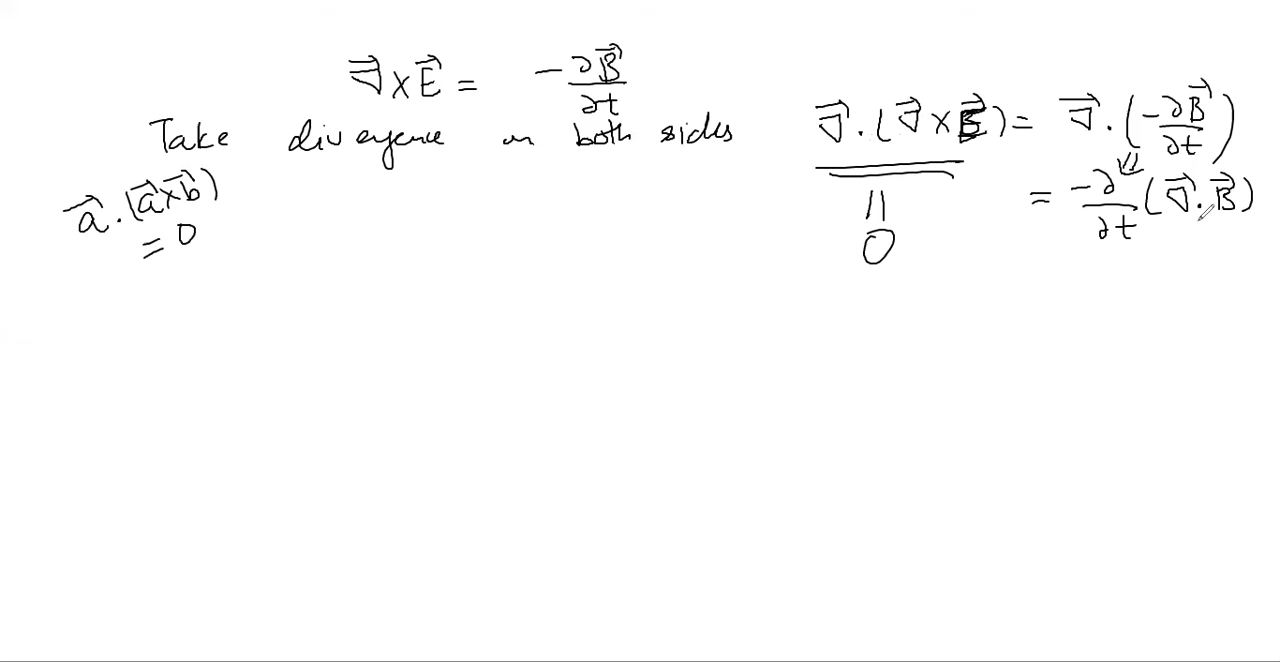 ∇⃗ × E⃗ = −∂B⃗/∂t
Take divergence on both sides
∇⃗ . (∇⃗ × E⃗) = ∇⃗ . (−∂B⃗/∂t)
= −∂/∂t (∇⃗ . B⃗)
||
0
a⃗ . (a⃗ × b⃗)
= 0